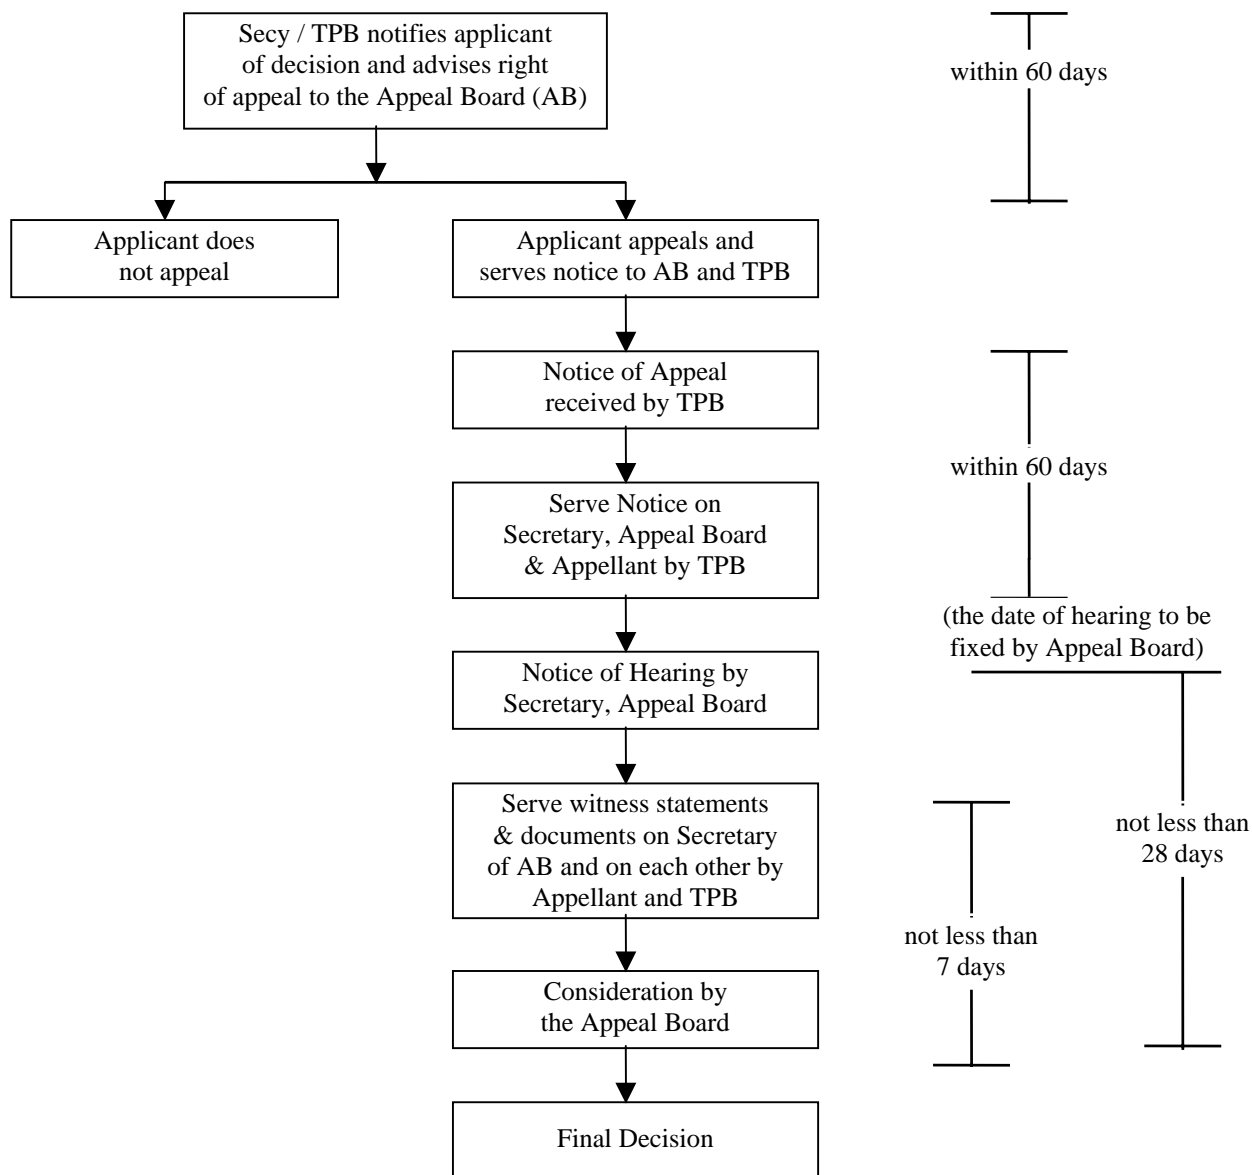 Secy / TPB notifies applicant
of decision and advises right
of appeal to the Appeal Board (AB)
within 60 days
Applicant does
not appeal
Applicant appeals and
serves notice to AB and TPB
Notice of Appeal
received by TPB
within 60 days
Serve Notice on
Secretary, Appeal Board
& Appellant by TPB
(the date of hearing to be
fixed by Appeal Board)
Notice of Hearing by
Secretary, Appeal Board
Serve witness statements
& documents on Secretary
of AB and on each other by
Appellant and TPB
not less than
28 days
not less than
7 days
Consideration by
the Appeal Board
Final Decision